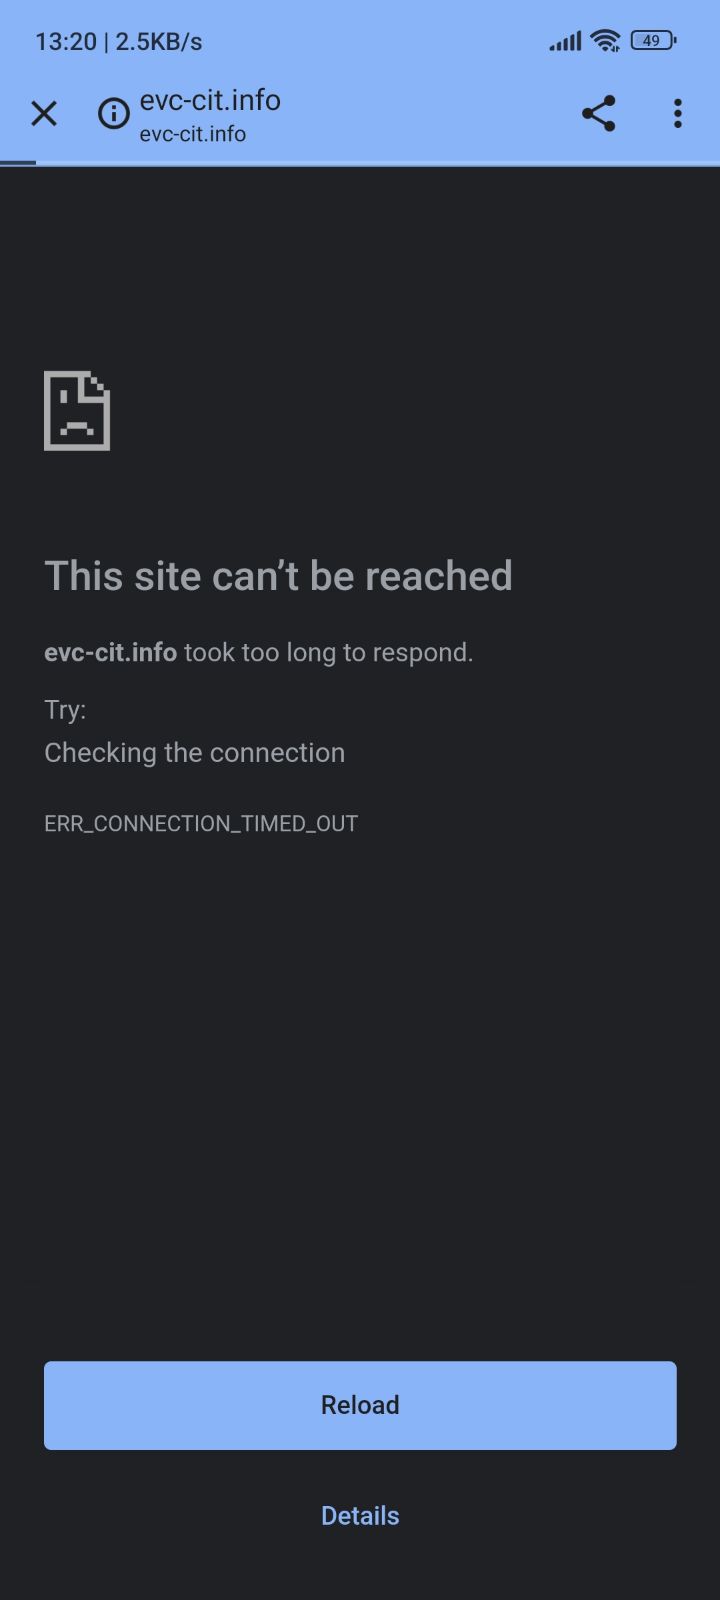 13:20 | 2.5KB/s
49
evc-cit.info
evc-cit.info
This site can’t be reached
evc-cit.info took too long to respond.
Try:
Checking the connection
ERR_CONNECTION_TIMED_OUT
Reload
Details